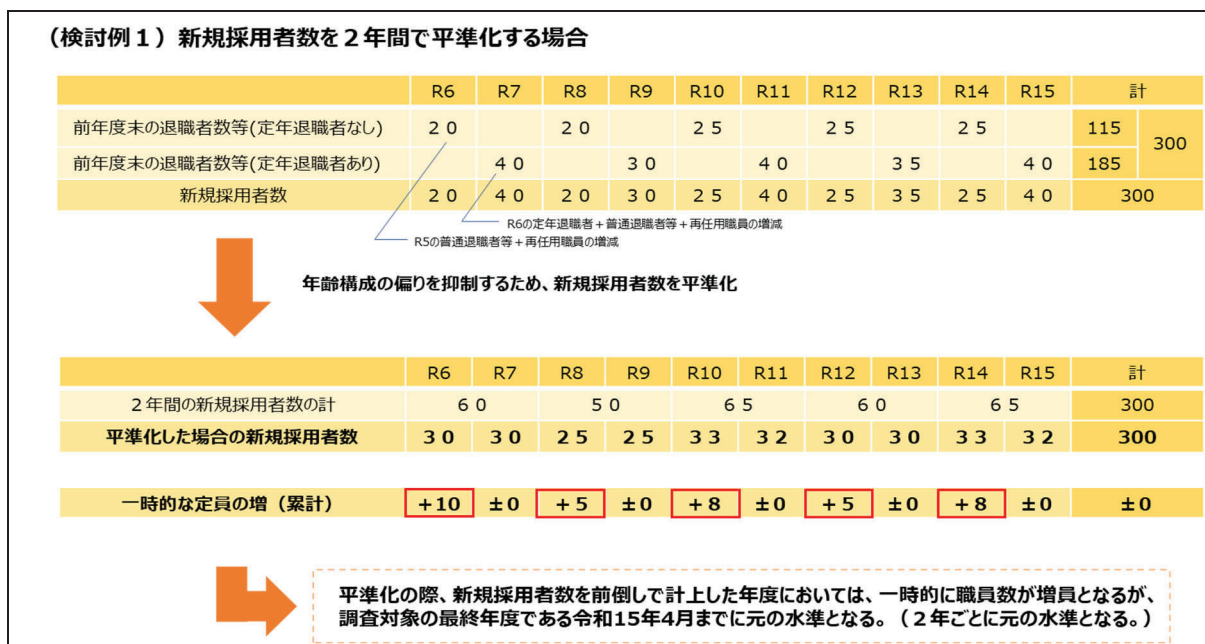 （検討例１）新規採用者数を２年間で平準化する場合
R6 R7 R8 R9 R10 R11 R12 R13 R14 R15 計
前年度末の退職者数等(定年退職者なし) ２０ ２０ ２５ ２５ ２５ 115 300
前年度末の退職者数等(定年退職者あり) ４０ ３０ ４０ ３５ ４０ 185
新規採用者数 ２０ ４０ ２０ ３０ ２５ ４０ ２５ ３５ ２５ ４０ 300
R6の定年退職者＋普通退職者等＋再任用職員の増減
R5の普通退職者等＋再任用職員の増減
年齢構成の偏りを抑制するため、新規採用者数を平準化
R6 R7 R8 R9 R10 R11 R12 R13 R14 R15 計
２年間の新規採用者数の計 ６０ ５０ ６５ ６０ ６５ 300
平準化した場合の新規採用者数 ３０ ３０ ２５ ２５ ３３ ３２ ３０ ３０ ３３ ３２ 300
一時的な定員の増（累計） ＋10 ±０ ＋５ ±０ ＋８ ±０ ＋５ ±０ ＋８ ±０ ±０
平準化の際、新規採用者数を前倒しで計上した年度においては、一時的に職員数が増員となるが、
調査対象の最終年度である令和15年4月までに元の水準となる。（２年ごとに元の水準となる。）